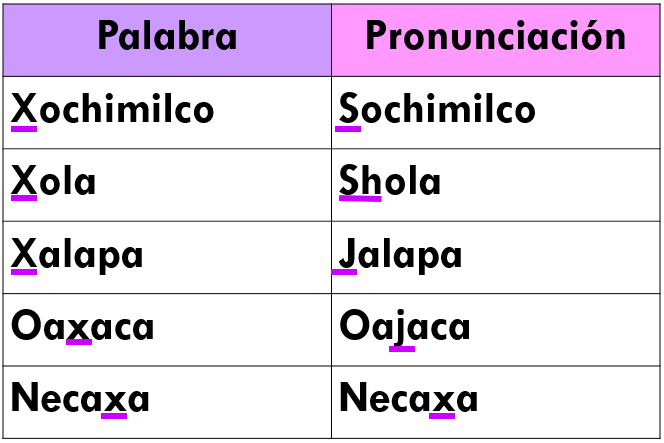 Palabra Pronunciación
Xochimilco Sochimilco
Xola Shola
Xalapa Jalapa
Oaxaca Oajaca
Necaxa Necaxa